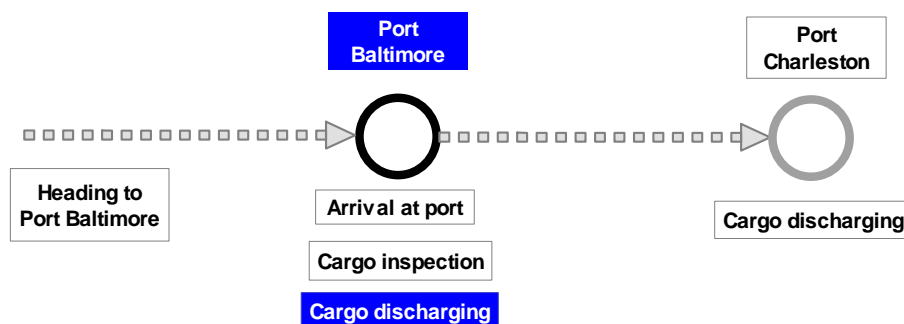 Port
Baltimore
Port
Charleston
Heading to
Port Baltimore
Arrival at port
Cargo inspection
Cargo discharging
Cargo discharging